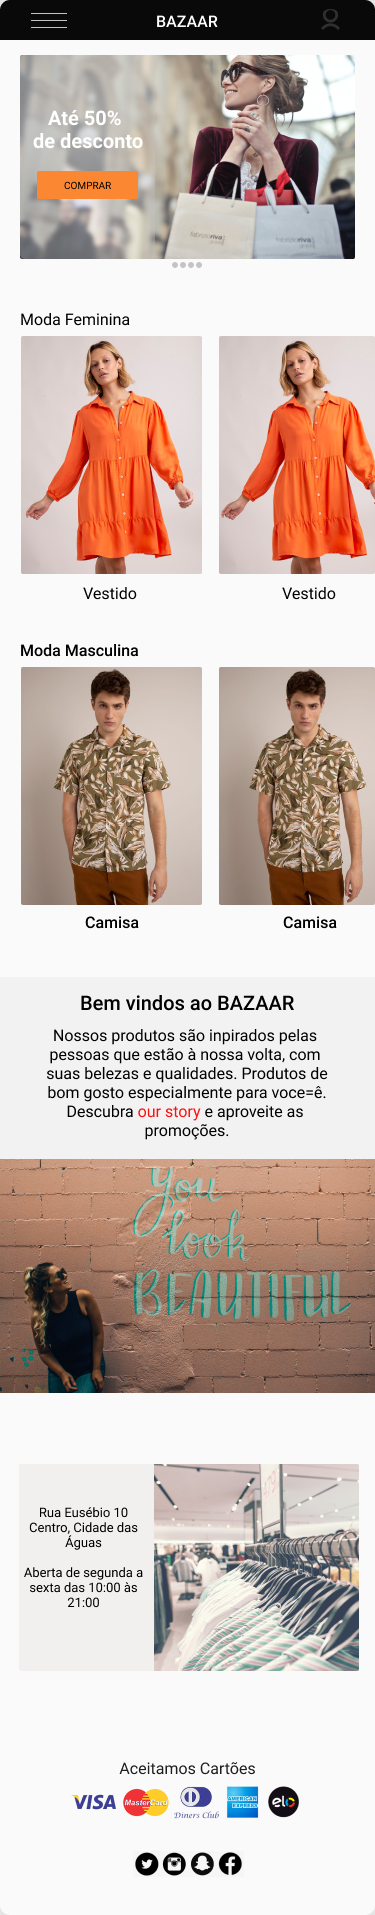 BAZAAR
Até 50%
de desconto
COMPRAR
Moda Feminina
Vestido
Vestido
Moda Masculina
Camisa
Camisa
Bem vindos ao BAZAAR
Nossos produtos são inpirados pelas
pessoas que estão à nossa volta, com
suas belezas e qualidades. Produtos de
bom gosto especialmente para voce=ê.
Descubra our story e aproveite as
promoções.
you
look
BEAUTIFUL
Rua Eusébio 10
Centro, Cidade das
Águas
Aberta de segunda a
sexta das 10:00 às
21:00
Aceitamos Cartões
VISA MasterCard Diners Club AMERICAN EXPRESS elo